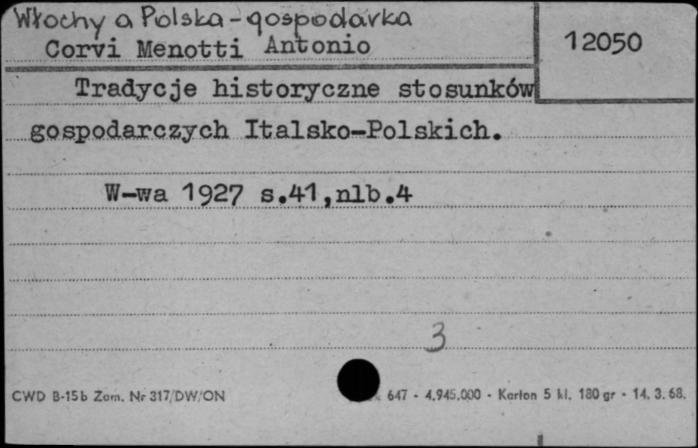 Włochy a Polska - gospodarka
Corvi Menotti Antonio
12050
Tradycje historyczne stosunków
gospodarczych Italsko-Polskich.
W-wa 1927 s.41,nlb.4
3
CWD B-15b Zam. Nr 317/DW/ON 647 - 4.945.000 - Karton 5 kl. 180 gr - 14. 3. 68.